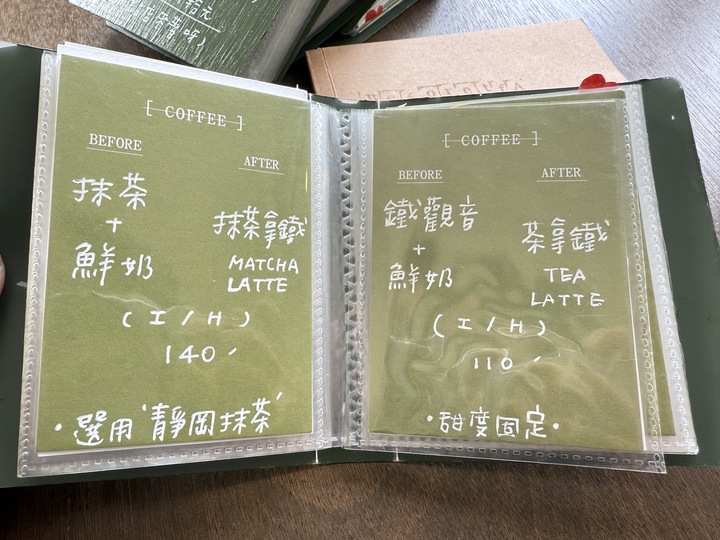 [ COFFEE ]
BEFORE
AFTER
抹茶
+
鮮奶
抹茶拿鐵
MATCHA
LATTE
( I / H )
140
・選用'靜岡抹茶'
[ COFFEE ]
BEFORE
AFTER
鐵觀音
+
鮮奶
茶拿鐵
TEA
LATTE
( I / H )
110
・甜度固定・